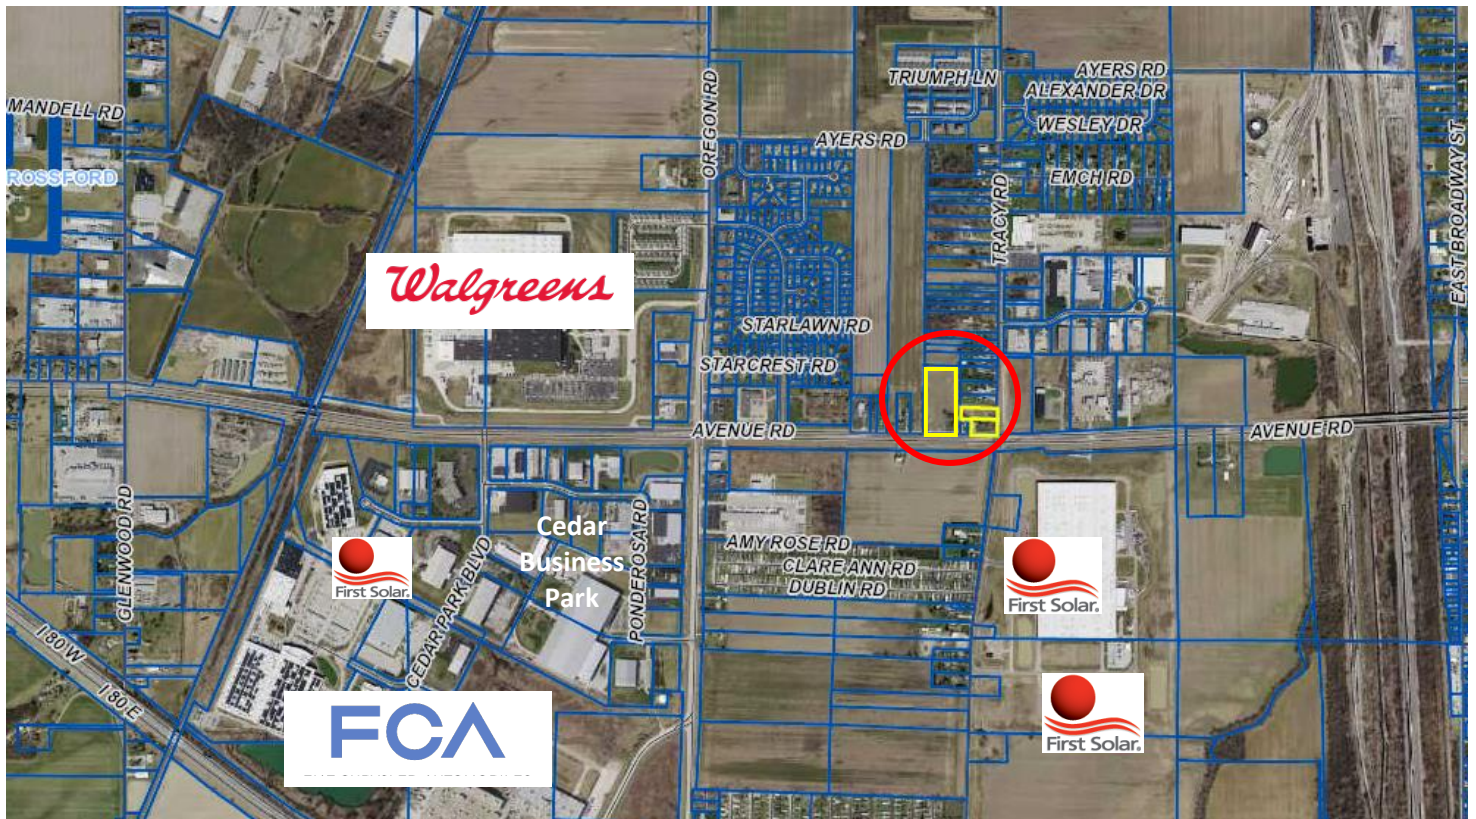 TRIUMPH LN
AYERS RD
ALEXANDER DR
MANDELL RD
WESLEY DR
AYERS RD
OREGON RD
EAST BROADWAY ST
ROSSFORD
EMCH RD
TRACY RD
Walgreens
STARLAWN RD
STARCREST RD
AVENUE RD
AVENUE RD
GLENWOOD RD
Cedar
Business
Park
PONDEROSA RD
CEDAR PARK BLVD
AMY ROSE RD
CLARE ANN RD
DUBLIN RD
First Solar.
First Solar.
I 80 W
I 80 E
FCA
First Solar.